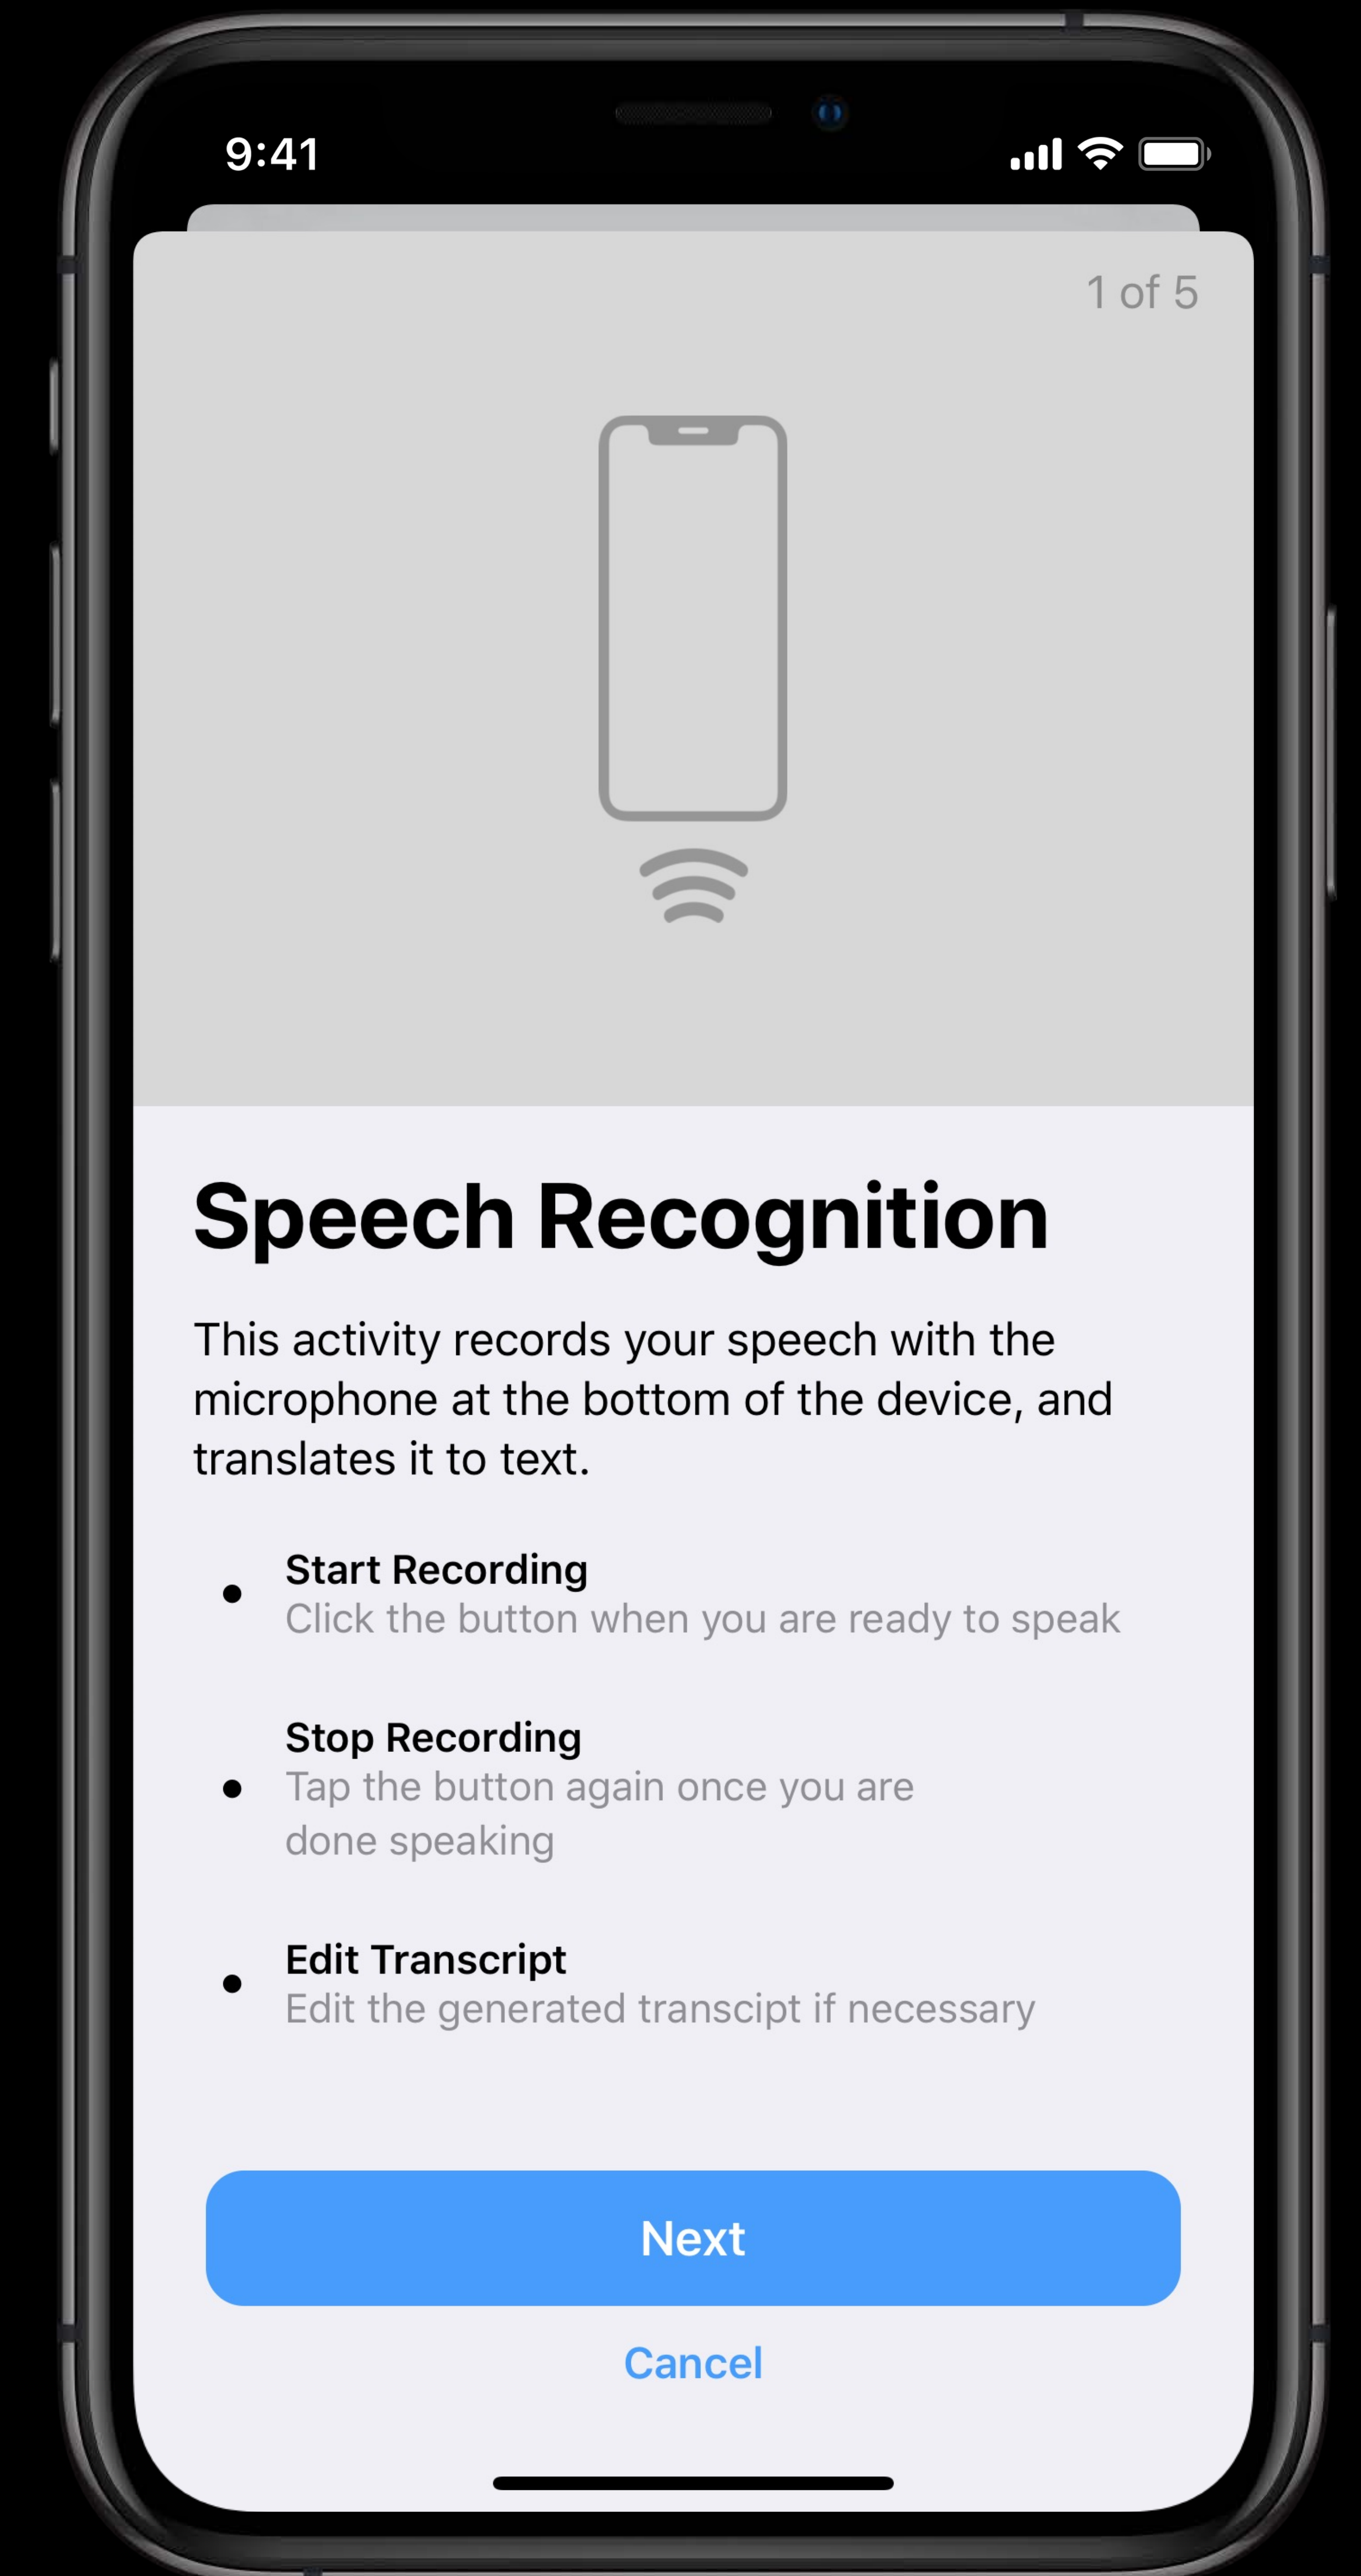 9:41
1 of 5
Speech Recognition
This activity records your speech with the
microphone at the bottom of the device, and
translates it to text.
Start Recording
Click the button when you are ready to speak
Stop Recording
Tap the button again once you are
done speaking
Edit Transcript
Edit the generated transcipt if necessary
Next
Cancel